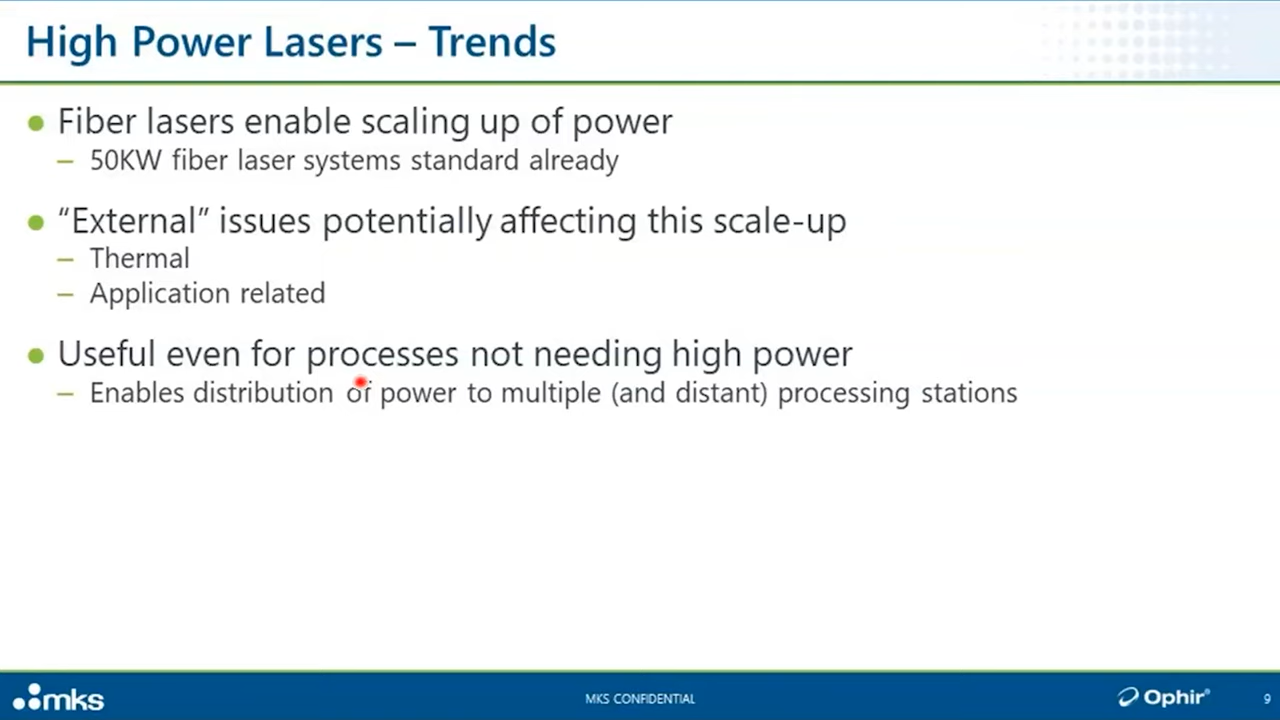 High Power Lasers – Trends
● Fiber lasers enable scaling up of power
– 50KW fiber laser systems standard already
● “External” issues potentially affecting this scale-up
– Thermal
– Application related
● Useful even for processes not needing high power
– Enables distribution of power to multiple (and distant) processing stations
mks
MKS CONFIDENTIAL
Ophir®
9